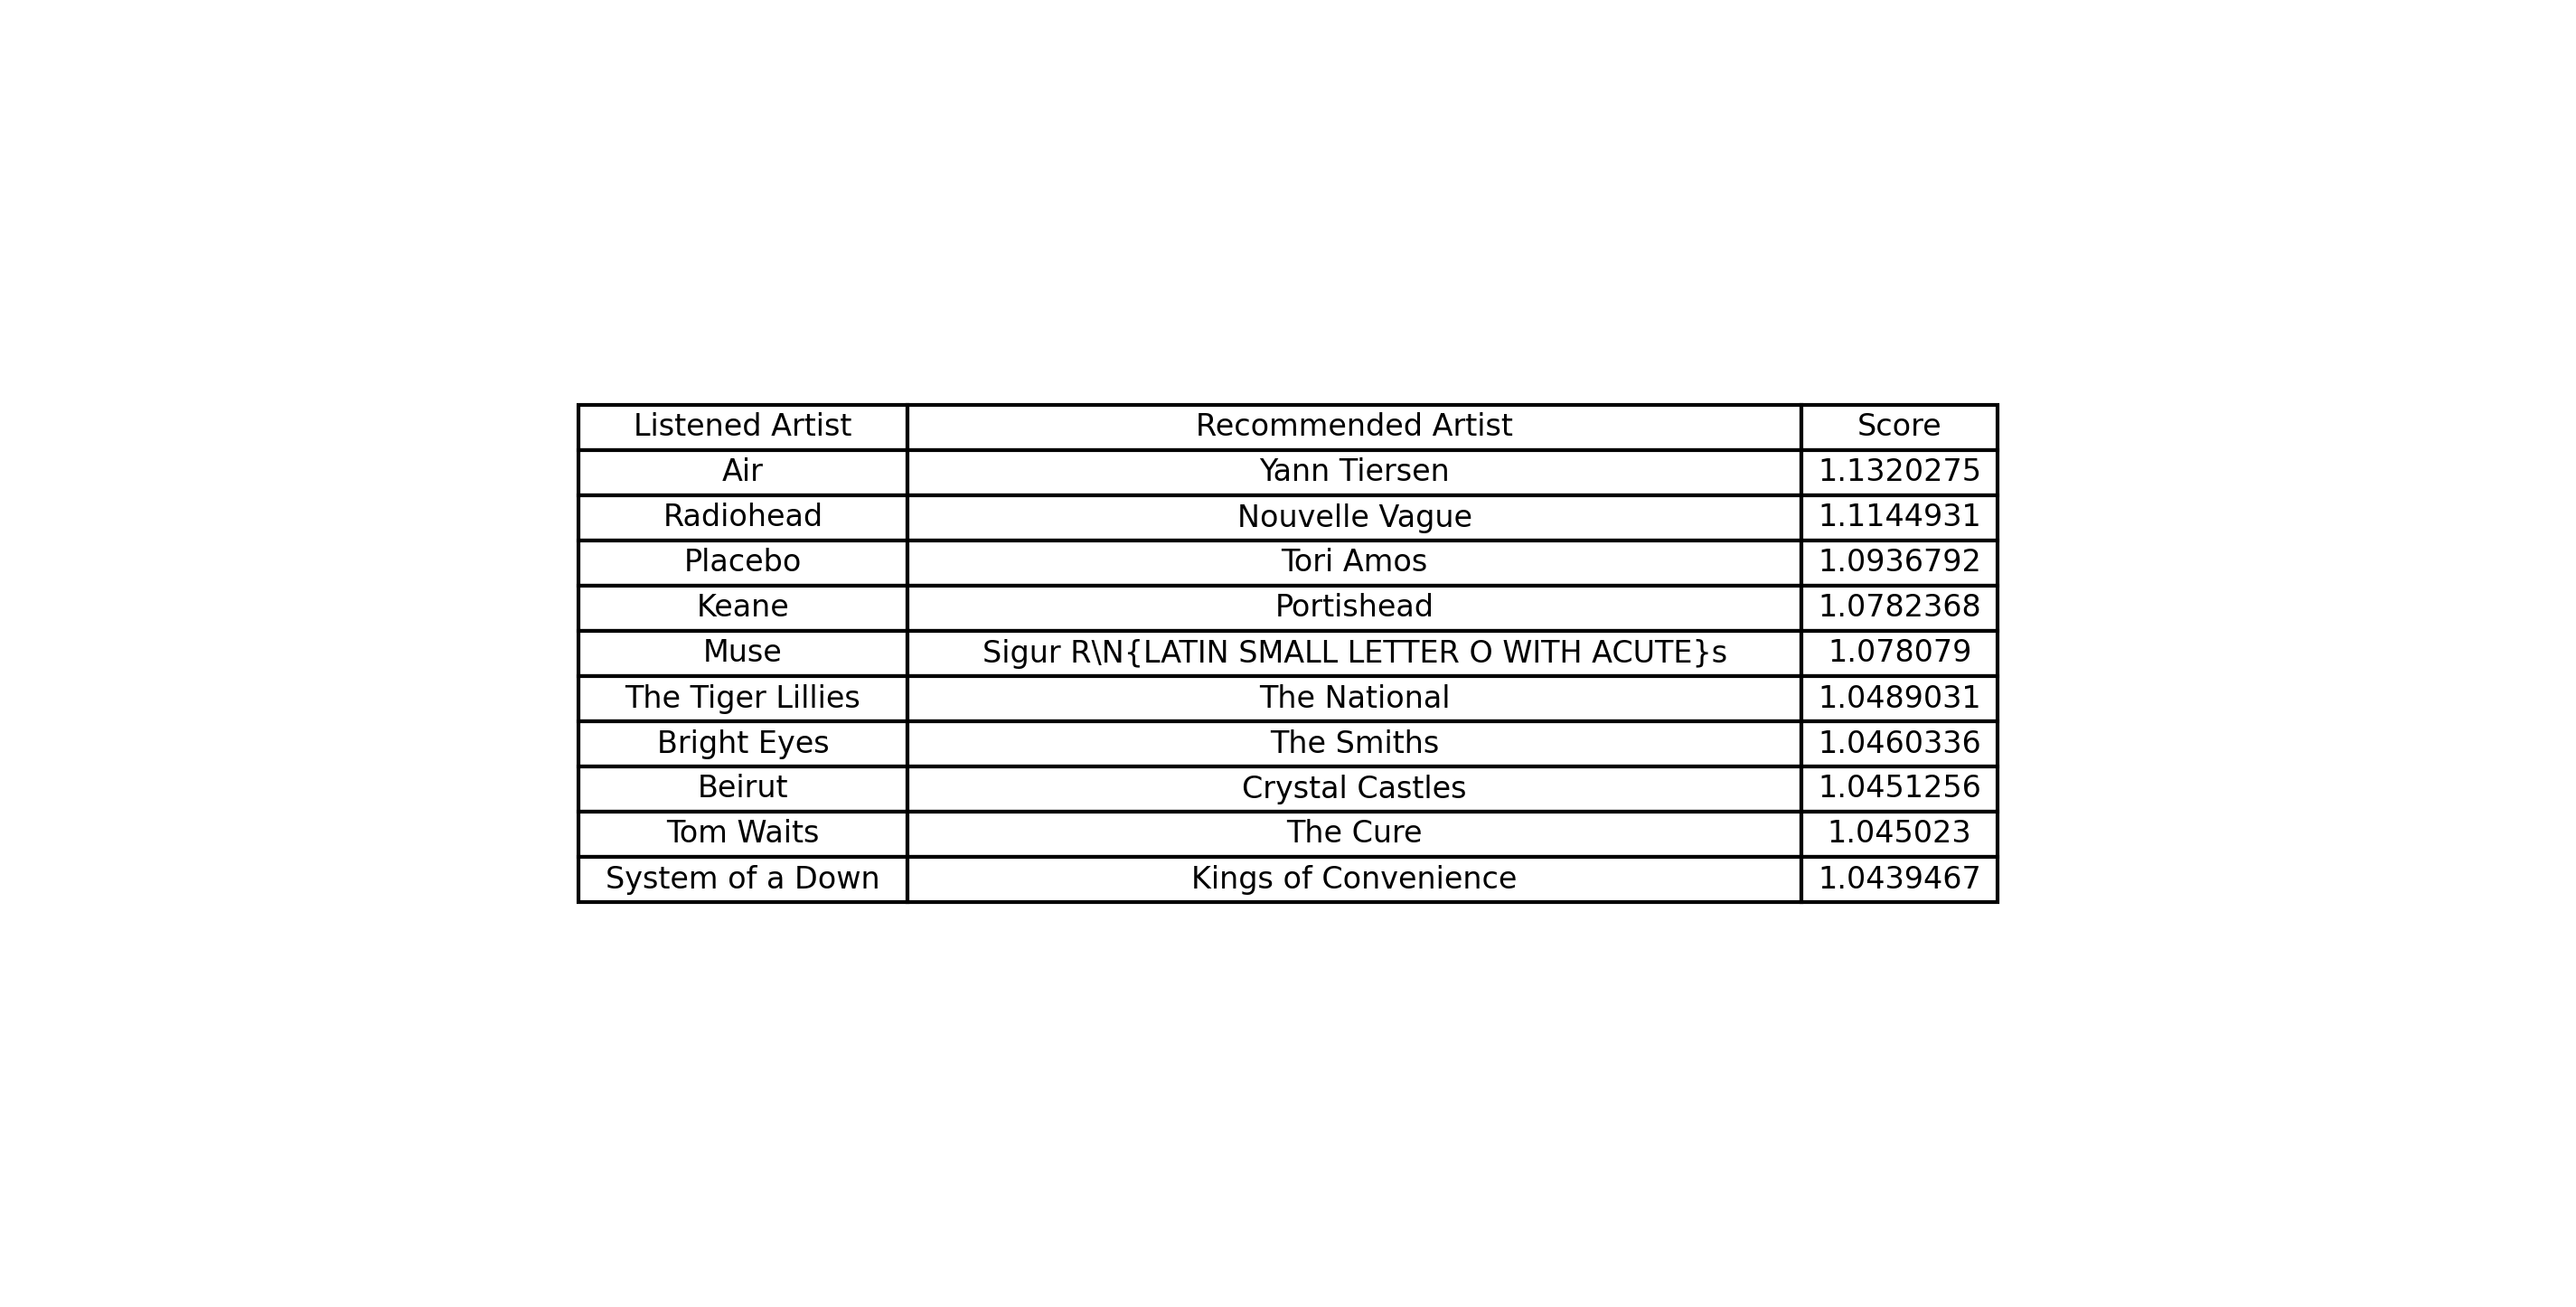 Listened Artist Recommended Artist Score
Air Yann Tiersen 1.1320275
Radiohead Nouvelle Vague 1.1144931
Placebo Tori Amos 1.0936792
Keane Portishead 1.0782368
Muse Sigur R\N{LATIN SMALL LETTER O WITH ACUTE}s 1.078079
The Tiger Lillies The National 1.0489031
Bright Eyes The Smiths 1.0460336
Beirut Crystal Castles 1.0451256
Tom Waits The Cure 1.045023
System of a Down Kings of Convenience 1.0439467